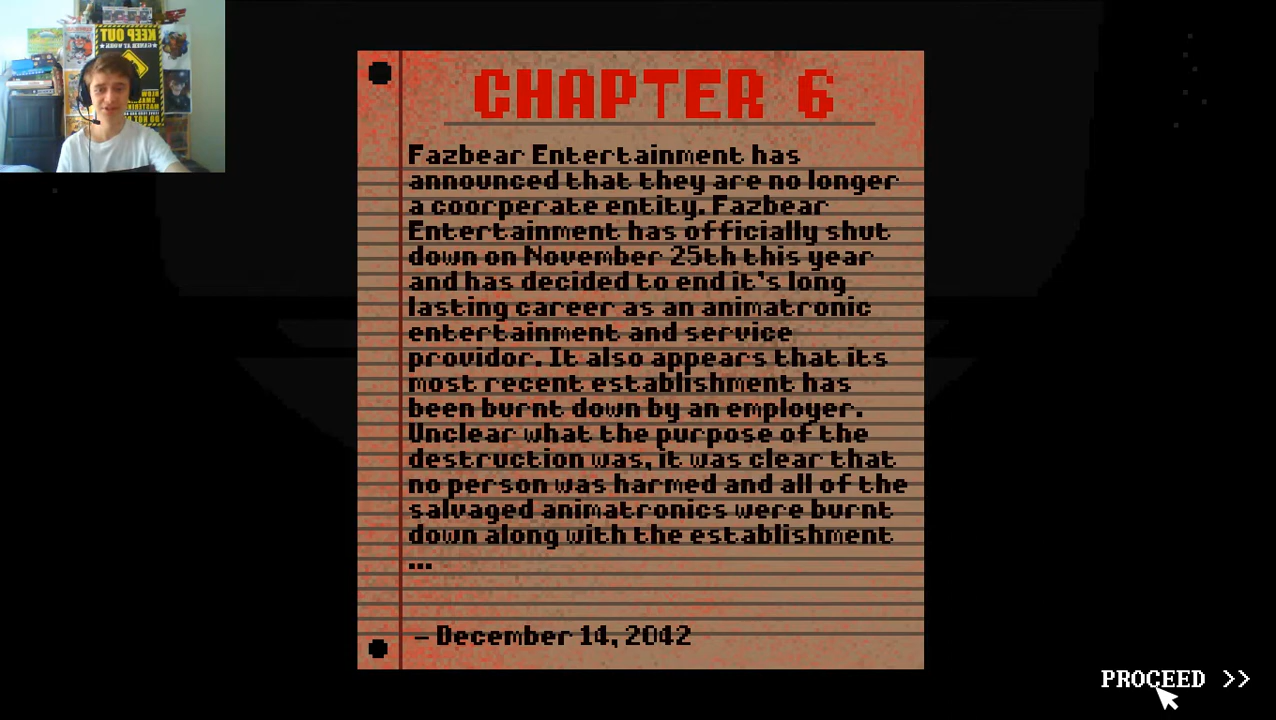 KEEP OUT
CHAPTER 6
Fazbear Entertainment has
announced that they are no longer
a coorperate entity. Fazbear
Entertainment has officially shut
down on November 25th this year
and has decided to end it's long
lasting career as an animatronic
entertainment and service
providor. It also appears that its
most recent establishment has
been burnt down by an employer.
Unclear what the purpose of the
destruction was, it was clear that
no person was harmed and all of the
salvaged animatronics were burnt
down along with the establishment
...
- December 14, 2042
PROCEED >>